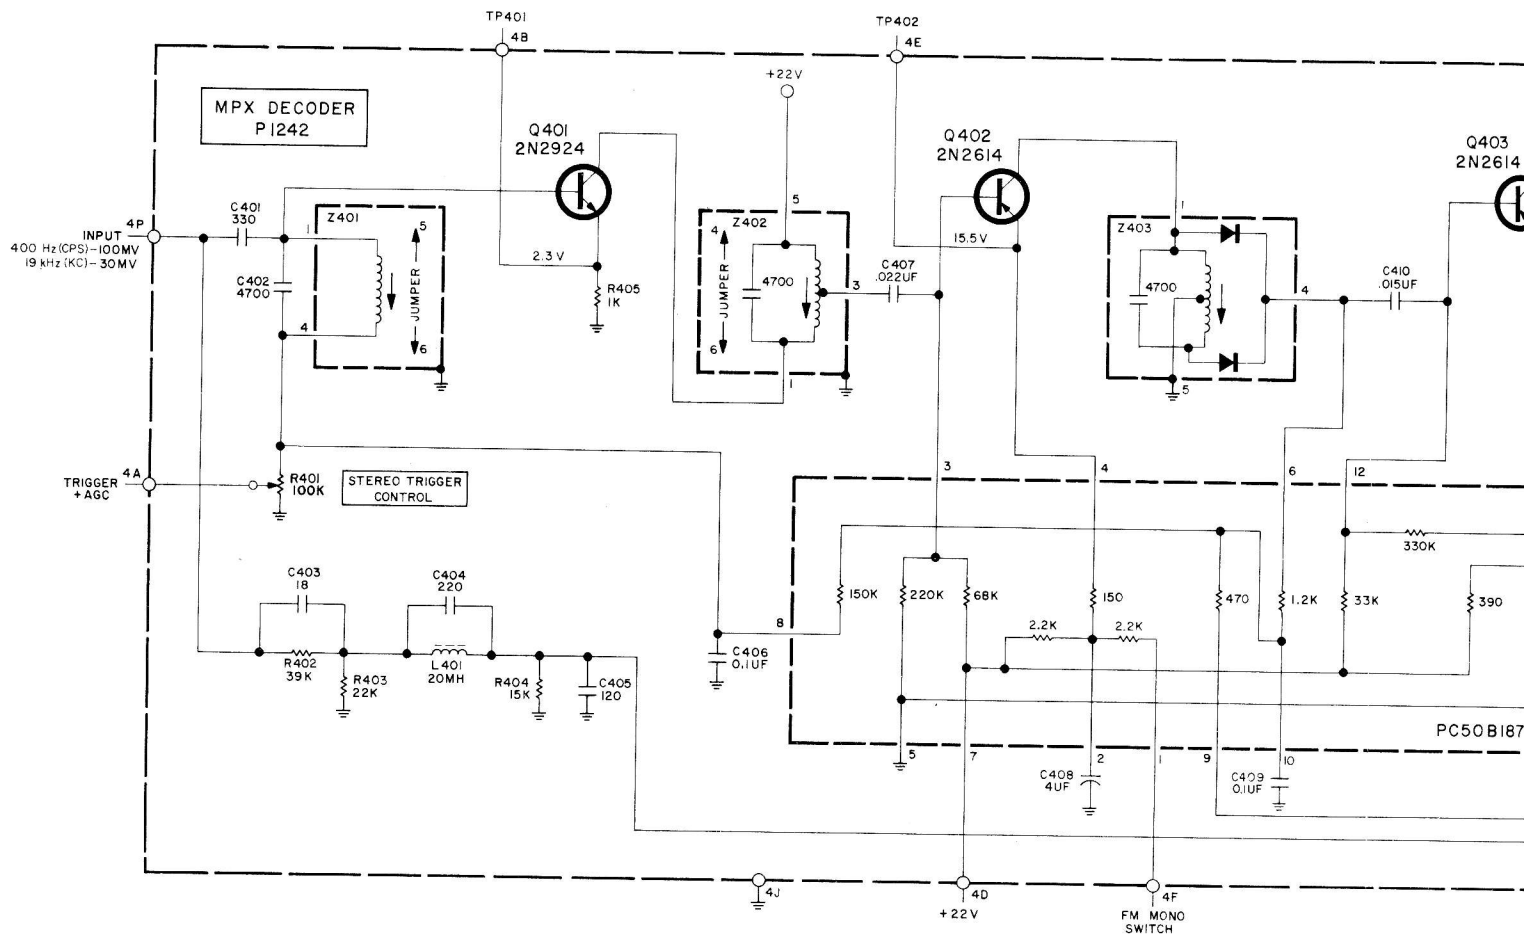 TP401
4B
TP402
4E
+22V
MPX DECODER
P1242
Q401
2N2924
Q402
2N2614
Q403
2N2614
4P
INPUT
400 Hz (CPS)-100MV
19 kHz (KC)-30MV
C401
330
Z401
1
5
JUMPER
4
6
C402
4700
2.3 V
R405
1K
Z402
5
4
JUMPER
6
4700
3
1
C407
.022UF
15.5V
1
Z403
4700
4
5
C410
.015UF
4A
TRIGGER
+AGC
R401
100K
STEREO TRIGGER
CONTROL
3
4
6
12
330K
C403
18
C404
220
R402
39K
R403
22K
L401
20MH
R404
15K
C405
120
C406
0.1UF
8
150K
220K
68K
150
2.2K
2.2K
470
1.2K
33K
390
PC50B187
5
7
2
1
9
10
C408
4UF
C409
0.1UF
4J
4D
+22V
4F
FM MONO
SWITCH